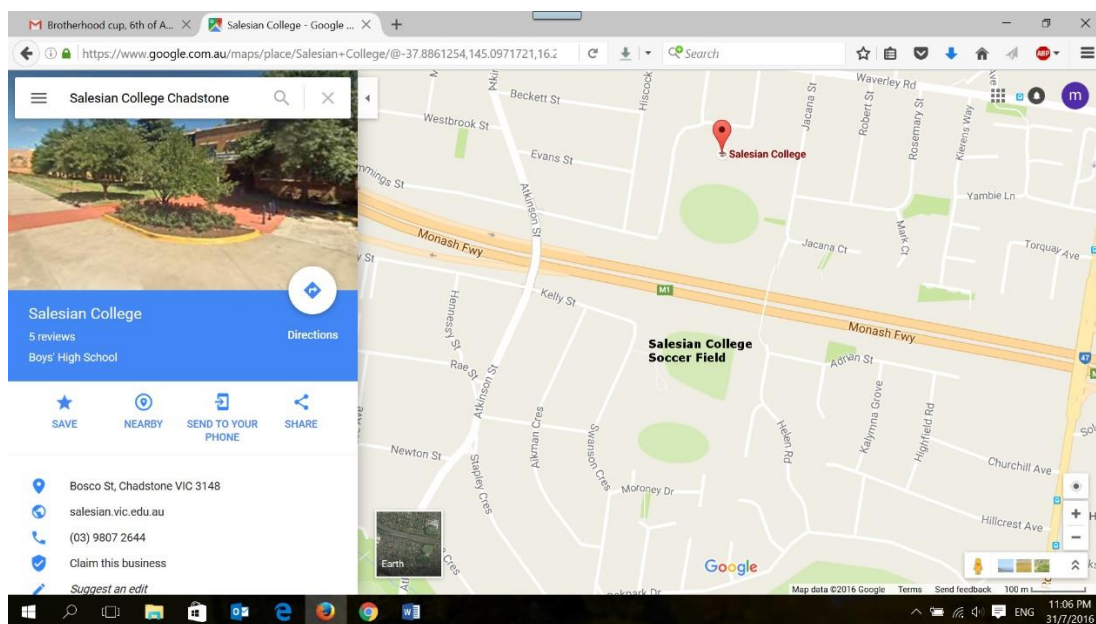 Brotherhood cup, 6th of A...
Salesian College - Google ...
https://www.google.com.au/maps/place/Salesian+College/@-37.8861254,145.0971721,16.2
Search
ABP
Salesian College Chadstone
m
Salesian College
5 reviews
Boys' High School
Directions
SAVE
NEARBY
SEND TO YOUR
PHONE
SHARE
Bosco St, Chadstone VIC 3148
salesian.vic.edu.au
(03) 9807 2644
Claim this business
Suggest an edit
Beckett St
Westbrook St
Evans St
Hiscock
Jacana St
Waverley Rd
Robert St
Rosemary St
Kierens Way
Salesian College
Yambie Ln
Atkinson St
Monash Fwy
Mark Ct
Jacana Ct
Torquay Ave
M1
Kelly St
Hennessy St
Salesian College
Soccer Field
Monash Fwy
47
Adrian St
Rae St
Atkinson St
Kalymna Grove
Highfield Rd
Aikman Cres
Swanson Cres
Helen Rd
Newton St
Stapley Cres
Moroney Dr
Churchill Ave
Hillcrest Ave
Earth
Google
Map data ©2016 Google
Terms
Send feedback
100 m
ENG
11:06 PM
31/7/2016